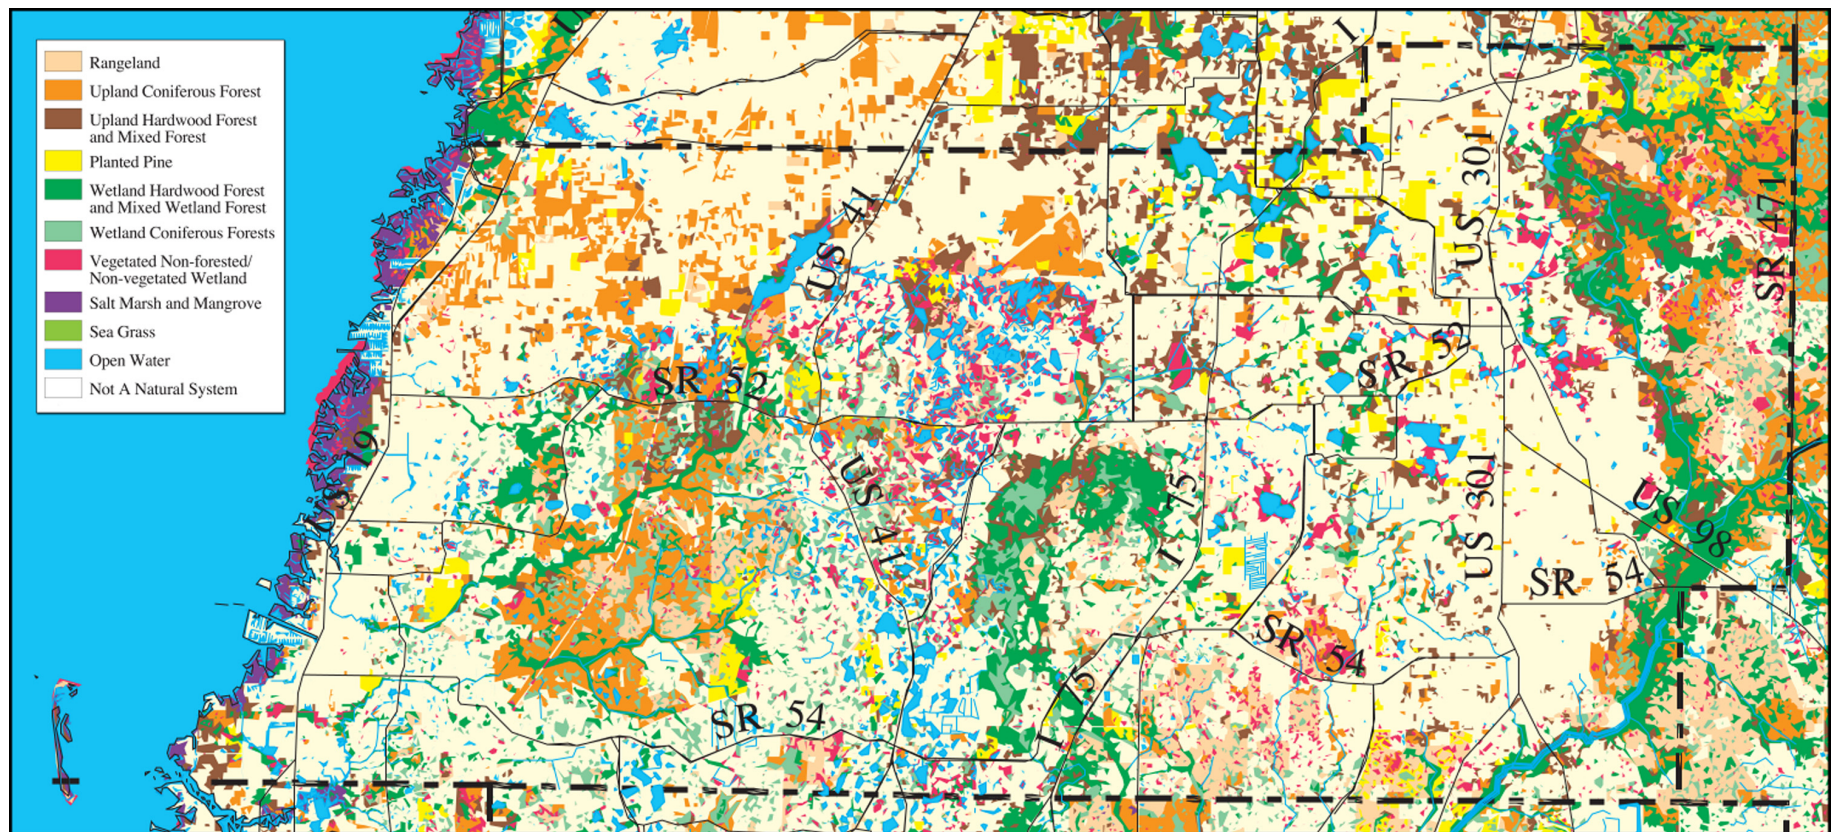 Rangeland
Upland Coniferous Forest
Upland Hardwood Forest
and Mixed Forest
Planted Pine
Wetland Hardwood Forest
and Mixed Wetland Forest
Wetland Coniferous Forests
Vegetated Non-forested/
Non-vegetated Wetland
Salt Marsh and Mangrove
Sea Grass
Open Water
Not A Natural System
US 41
US 301
SR 471
SR 52
SR 52
US 19
US 41
I 75
US 301
US 98
SR 54
SR 54
I 75
SR 54